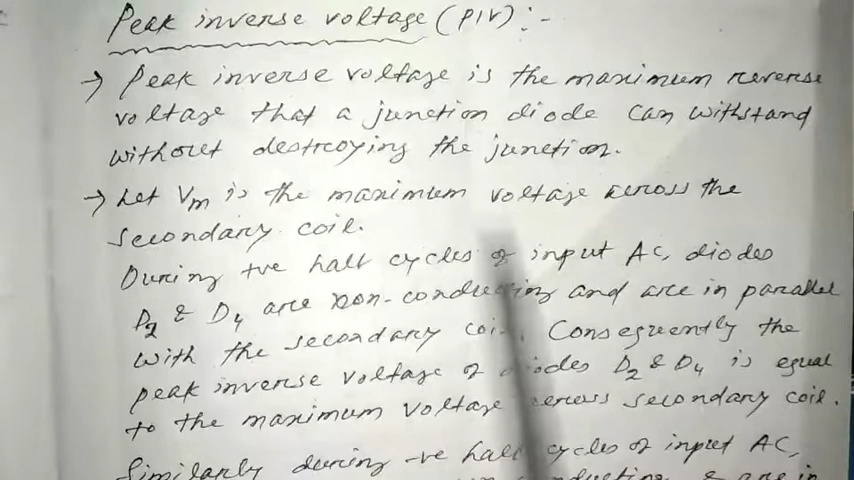 Peak inverse voltage (PIV):-
→ Peak inverse voltage is the maximum reverse
voltage that a junction diode can withstand
without destroying the junction.
→ Let Vm is the maximum voltage across the
secondary coil.
During +ve half cycles of input AC, diodes
D2 & D4 are non-conducting and are in parallel
with the secondary Consequently the
peak inverse voltage of D2 & D4 is equal
to the maximum voltage across secondary coil.
Similarly during -ve half cycles of input AC,
& are in